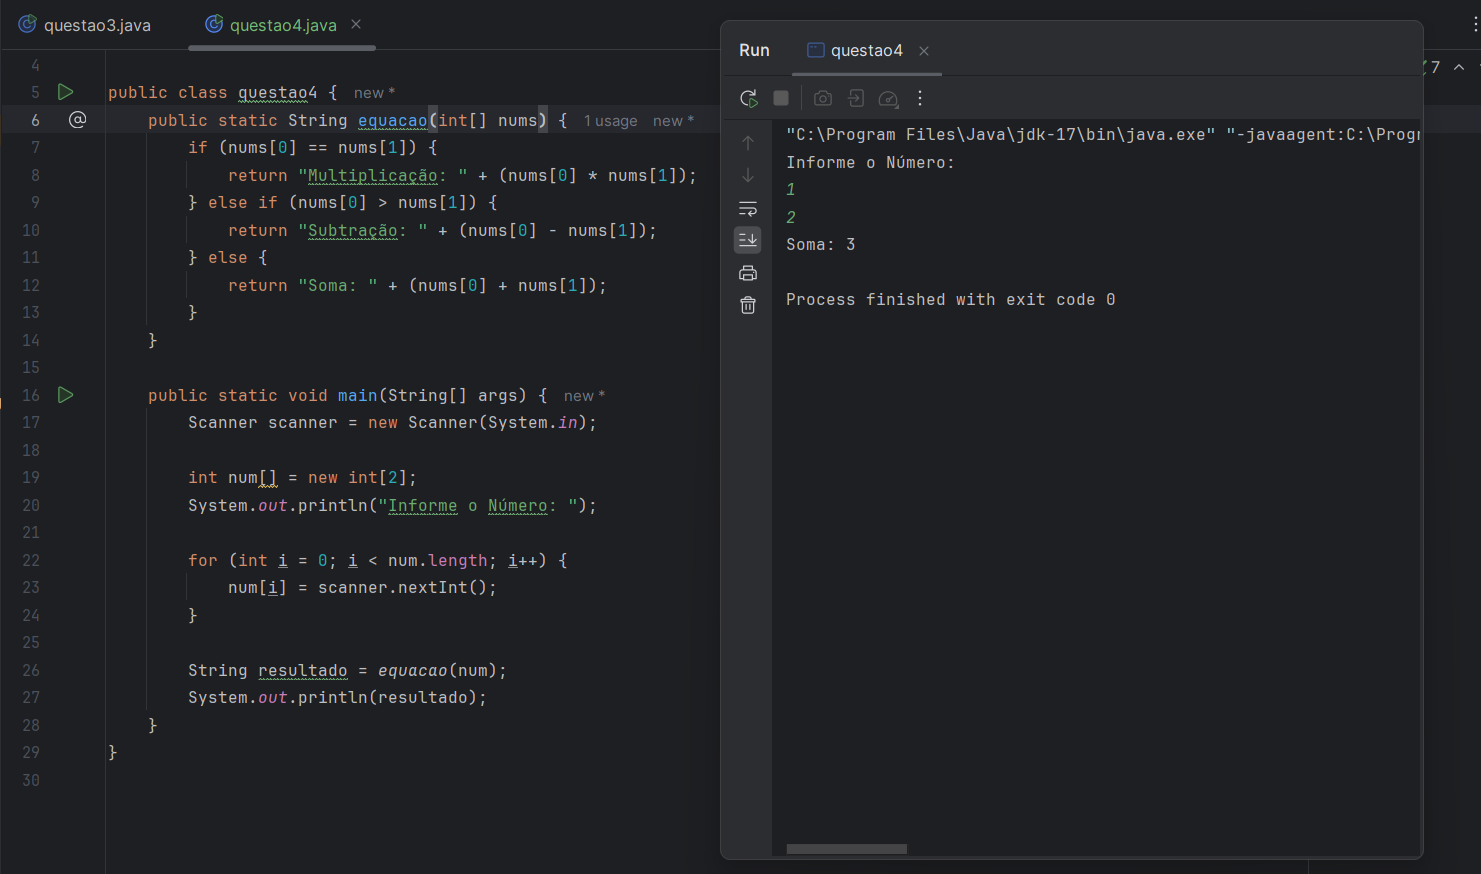 questao3.java
questao4.java
4
5 public class questao4 { new *
6 @ public static String equacao(int[] nums) { 1 usage new *
7 if (nums[0] == nums[1]) {
8 return "Multiplicação: " + (nums[0] * nums[1]);
9 } else if (nums[0] > nums[1]) {
10 return "Subtração: " + (nums[0] - nums[1]);
11 } else {
12 return "Soma: " + (nums[0] + nums[1]);
13 }
14 }
15
16 public static void main(String[] args) { new *
17 Scanner scanner = new Scanner(System.in);
18
19 int num[] = new int[2];
20 System.out.println("Informe o Número: ");
21
22 for (int i = 0; i < num.length; i++) {
23 num[i] = scanner.nextInt();
24 }
25
26 String resultado = equacao(num);
27 System.out.println(resultado);
28 }
29 }
30
Run questao4
7
"C:\Program Files\Java\jdk-17\bin\java.exe" "-javaagent:C:\Prog
Informe o Número:
1
2
Soma: 3
Process finished with exit code 0